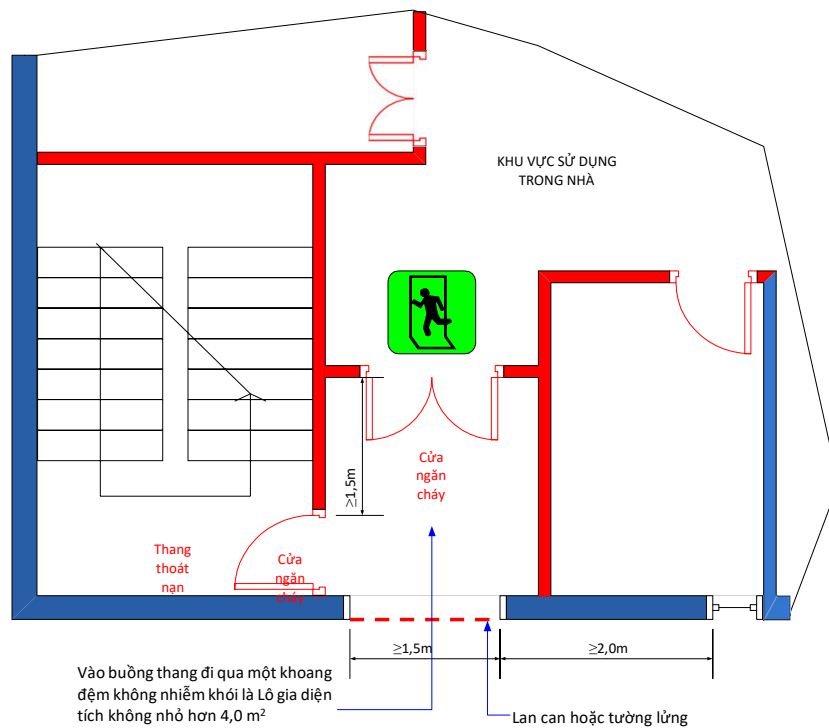 KHU VỰC SỬ DỤNG
TRONG NHÀ
≥1,5m
Cửa
ngăn
cháy
Thang
thoát
nạn
Cửa
ngăn
cháy
≥1,5m
≥2,0m
Vào buồng thang đi qua một khoang
đệm không nhiễm khói là Lô gia diện
tích không nhỏ hơn 4,0 m²
Lan can hoặc tường lửng